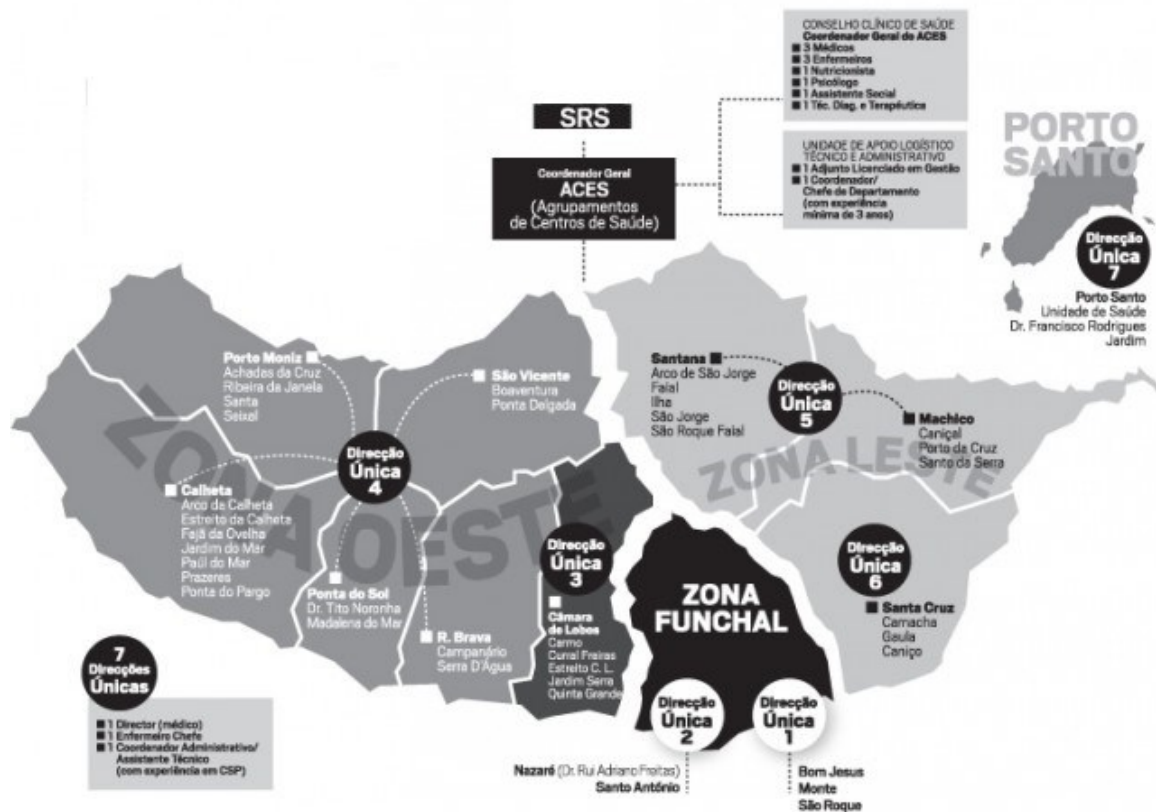 CONSELHO CLÍNICO DE SAÚDE
Coordenador Geral do ACES
3 Médicos
3 Enfermeiros
1 Nutricionista
1 Psicólogo
1 Assistente Social
1 Téc. Diag. e Terapêutica
SRS
Coordenador Geral
ACES
(Agrupamentos
de Centros de Saúde)
UNIDADE DE APOIO LOGÍSTICO
TÉCNICO E ADMINISTRATIVO
1 Adjunto Licenciado em Gestão
1 Coordenador/
Chefe de Departamento
(com experiência
mínima de 3 anos)
PORTO
SANTO
Direcção
Única
7
Porto Santo
Unidade de Saúde
Dr. Francisco Rodrigues
Jardim
Porto Moniz
Achadas da Cruz
Ribeira da Janela
Santa
Seixal
São Vicente
Boaventura
Ponta Delgada
Santana
Arco de São Jorge
Faial
Ilha
São Jorge
São Roque Faial
Direcção
Única
5
Machico
Caniçal
Porto da Cruz
Santo da Serra
ZONA OESTE
ZONA LESTE
Direcção
Única
4
Calheta
Arco da Calheta
Estreito da Calheta
Fajã da Ovelha
Jardim do Mar
Paúl do Mar
Prazeres
Ponta do Pargo
Ponta do Sol
Dr. Tito Noronha
Madalena do Mar
R. Brava
Campanário
Serra D'Água
Direcção
Única
3
Câmara
de Lobos
Carmo
Curral Freiras
Estreito C. L.
Jardim Serra
Quinta Grande
ZONA
FUNCHAL
Direcção
Única
6
Santa Cruz
Camacha
Gaula
Caniço
7
Direcções
Únicas
1 Director (médico)
1 Enfermeiro Chefe
1 Coordenador Administrativo/
Assistente Técnico
(com experiência em CSP)
Direcção
Única
2
Nazaré (Dr. Rui Adriano Freitas)
Santo António
Direcção
Única
1
Bom Jesus
Monte
São Roque